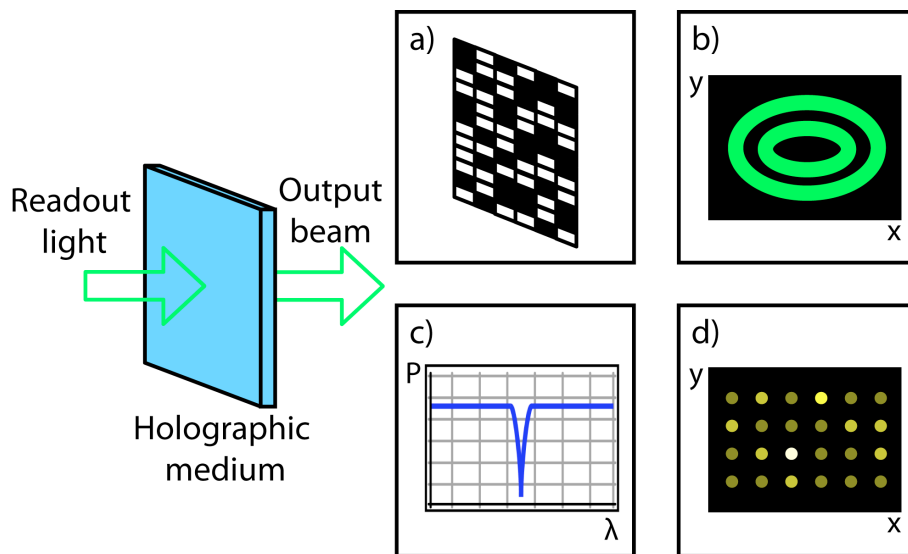 Readout
light
Output
beam
Holographic
medium
a)
b)
y
x
c)
P
λ
d)
y
x